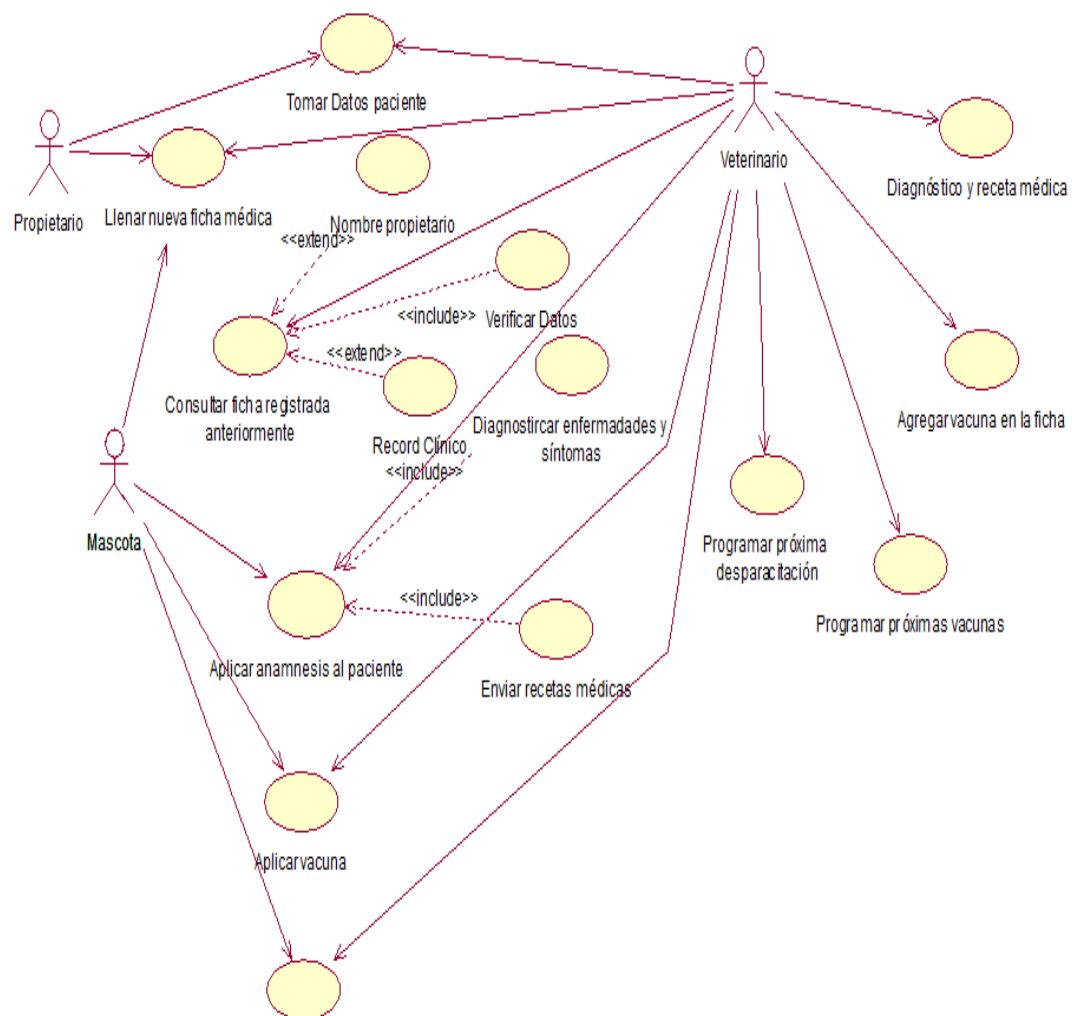 Tomar Datos paciente
Veterinario
Diagnóstico y receta médica
Propietario
Llenar nueva ficha médica
Nombre propietario
<<extend>>
<<include>>
Verificar Datos
<<extend>>
Consultar ficha registrada
anteriormente
Record Clínico
Diagnostircar enfermadades y
síntomas
<<include>>
Agregar vacuna en la ficha
Mascota
Programar próxima
desparacitación
Programar próximas vacunas
<<include>>
Aplicar anamnesis al paciente
Enviar recetas médicas
Aplicar vacuna